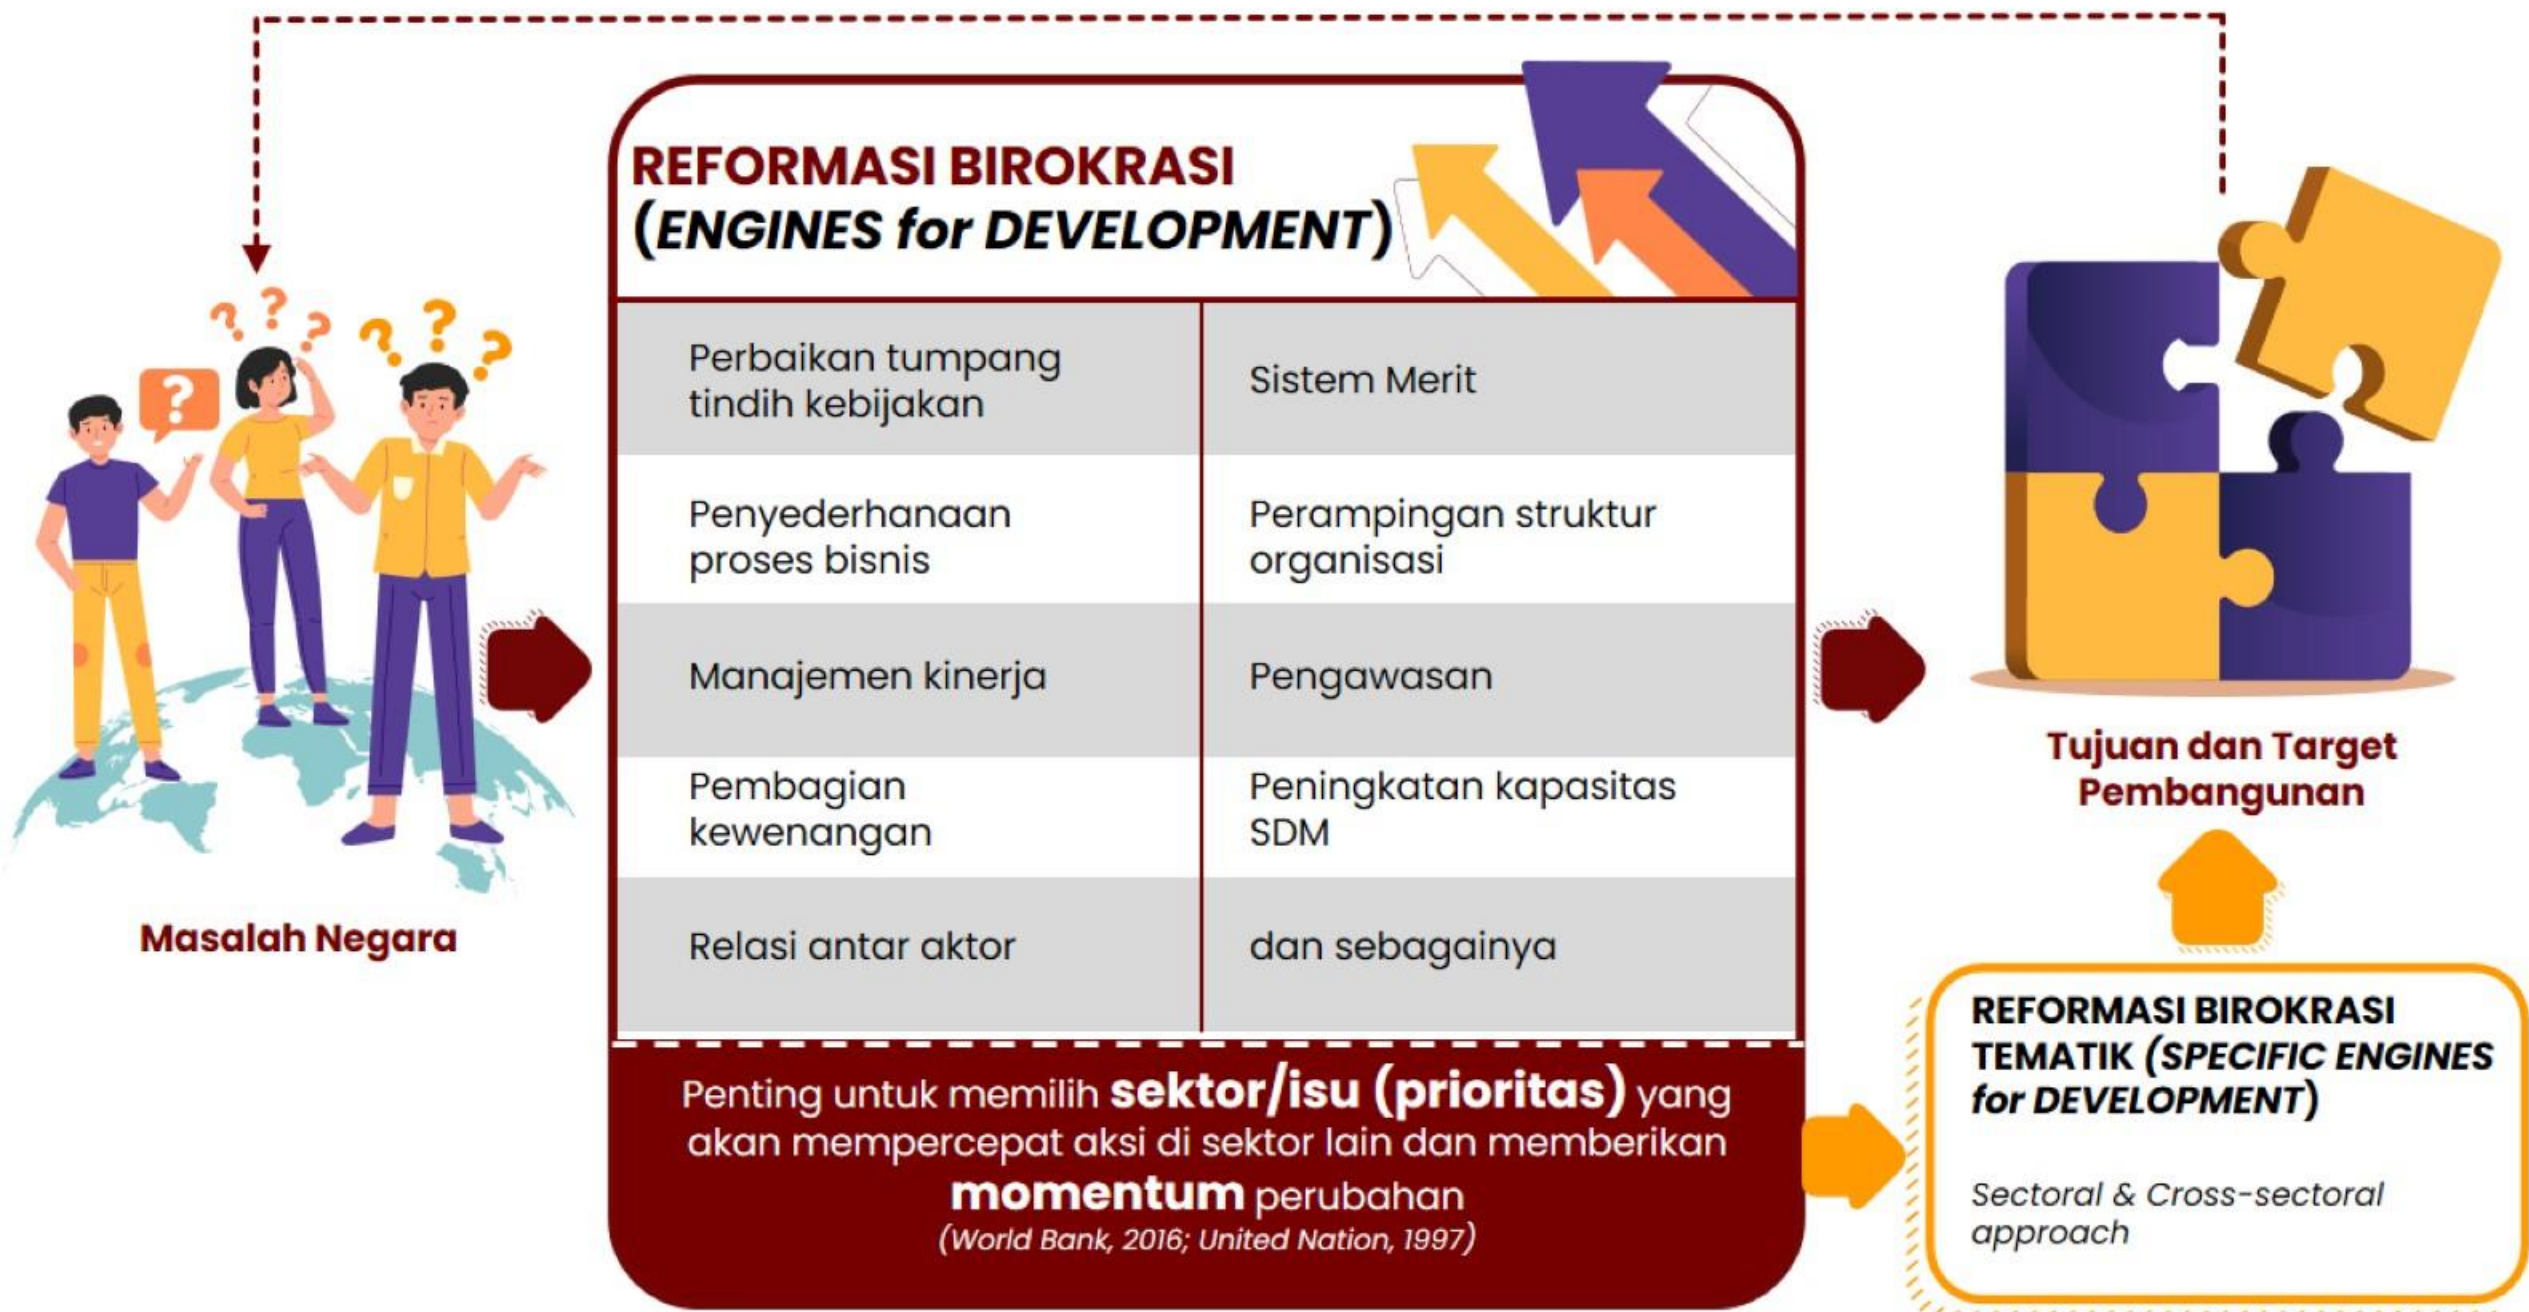 REFORMASI BIROKRASI
(ENGINES for DEVELOPMENT)
Perbaikan tumpang
tindih kebijakan
Sistem Merit
Penyederhanaan
proses bisnis
Perampingan struktur
organisasi
Manajemen kinerja
Pengawasan
Pembagian
kewenangan
Peningkatan kapasitas
SDM
Relasi antar aktor
dan sebagainya
Penting untuk memilih sektor/isu (prioritas) yang
akan mempercepat aksi di sektor lain dan memberikan
momentum perubahan
(World Bank, 2016; United Nation, 1997)
? ? ?
? ? ?
?
Masalah Negara
Tujuan dan Target
Pembangunan
REFORMASI BIROKRASI
TEMATIK (SPECIFIC ENGINES
for DEVELOPMENT)
Sectoral & Cross-sectoral
approach